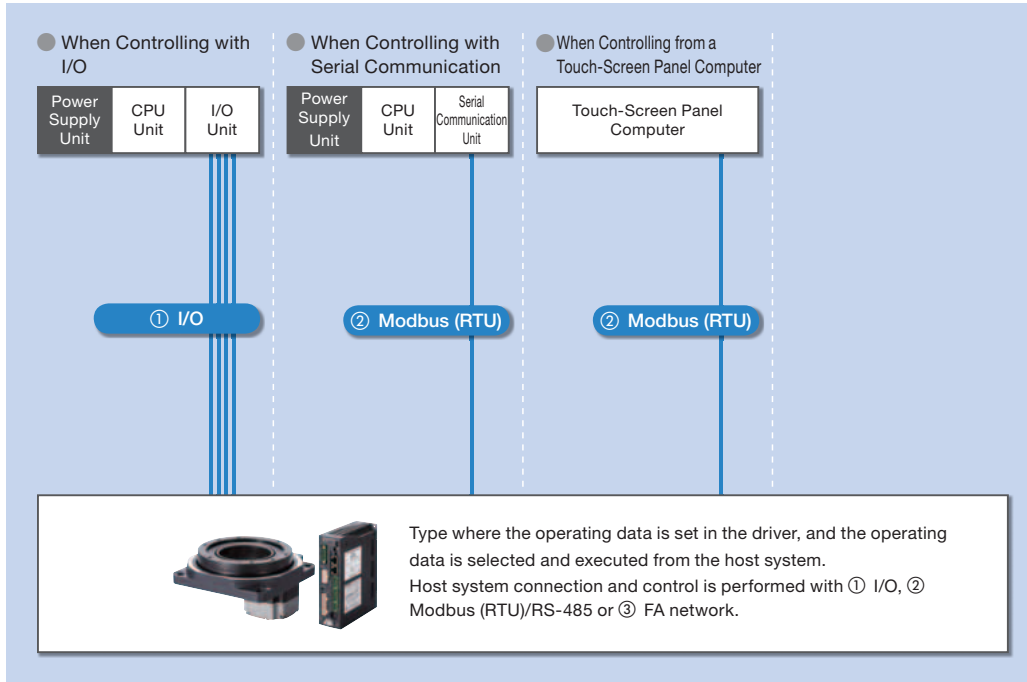 When Controlling with
I/O
Power
Supply
Unit
CPU
Unit
I/O
Unit
① I/O
When Controlling with
Serial Communication
Power
Supply
Unit
CPU
Unit
Serial
Communication
Unit
② Modbus (RTU)
When Controlling from a
Touch-Screen Panel Computer
Touch-Screen Panel
Computer
② Modbus (RTU)
Type where the operating data is set in the driver, and the operating
data is selected and executed from the host system.
Host system connection and control is performed with ① I/O, ②
Modbus (RTU)/RS-485 or ③ FA network.